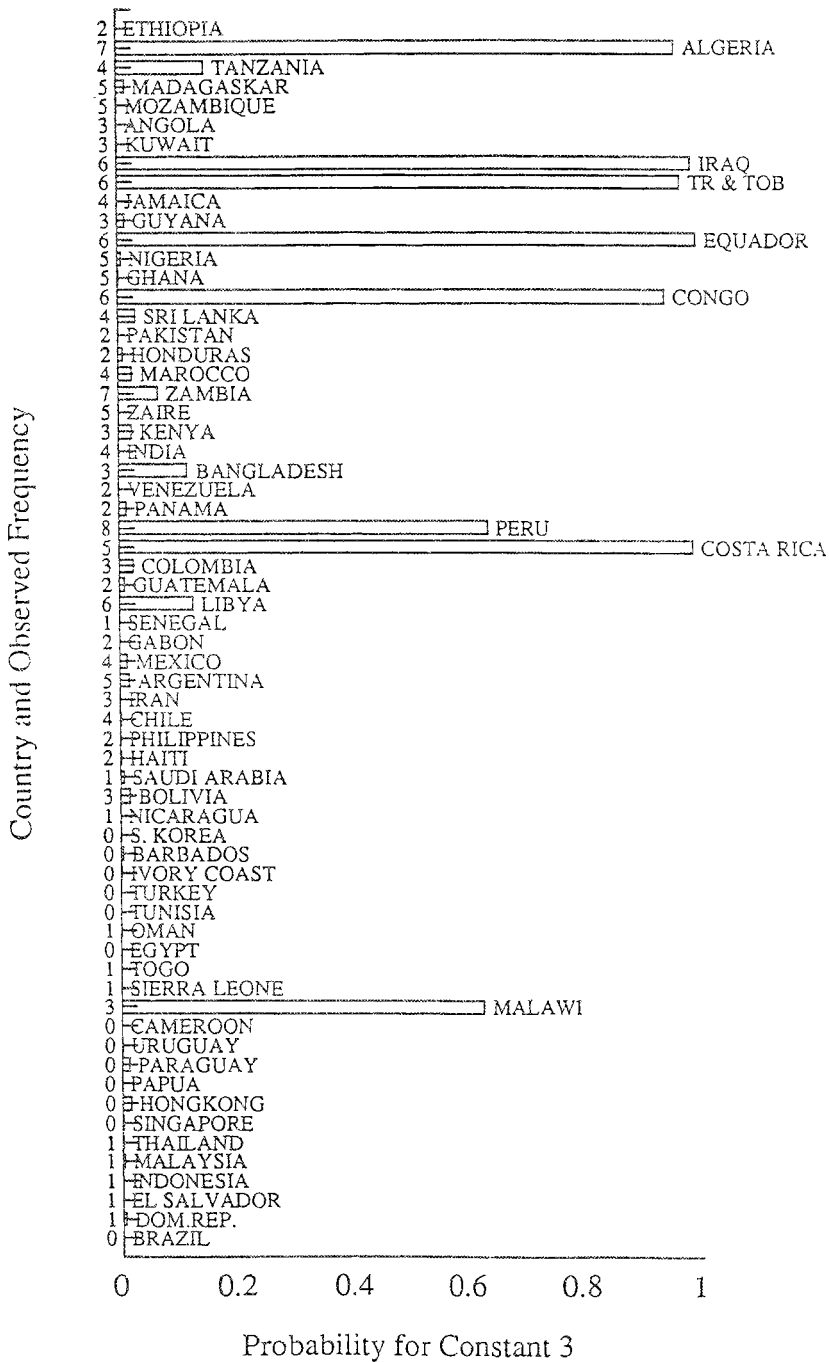 2 ETHIOPIA
7 ALGERIA
4 TANZANIA
5 MADAGASKAR
5 MOZAMBIQUE
3 ANGOLA
3 KUWAIT
6 IRAQ
6 TR & TOB
4 JAMAICA
3 GUYANA
6 EQUADOR
5 NIGERIA
5 GHANA
6 CONGO
4 SRI LANKA
2 PAKISTAN
2 HONDURAS
4 MAROCCO
7 ZAMBIA
5 ZAIRE
3 KENYA
4 INDIA
3 BANGLADESH
2 VENEZUELA
2 PANAMA
8 PERU
5 COSTA RICA
3 COLOMBIA
2 GUATEMALA
6 LIBYA
1 SENEGAL
2 GABON
4 MEXICO
5 ARGENTINA
3 IRAN
4 CHILE
2 PHILIPPINES
2 HAITI
1 SAUDI ARABIA
3 BOLIVIA
1 NICARAGUA
0 S. KOREA
0 BARBADOS
0 IVORY COAST
0 TURKEY
0 TUNISIA
1 OMAN
0 EGYPT
1 TOGO
1 SIERRA LEONE
3 MALAWI
0 CAMEROON
0 URUGUAY
0 PARAGUAY
0 PAPUA
0 HONGKONG
0 SINGAPORE
1 THAILAND
1 MALAYSIA
1 INDONESIA
1 EL SALVADOR
1 DOM.REP.
0 BRAZIL
Country and Observed Frequency
0 0.2 0.4 0.6 0.8 1
Probability for Constant 3